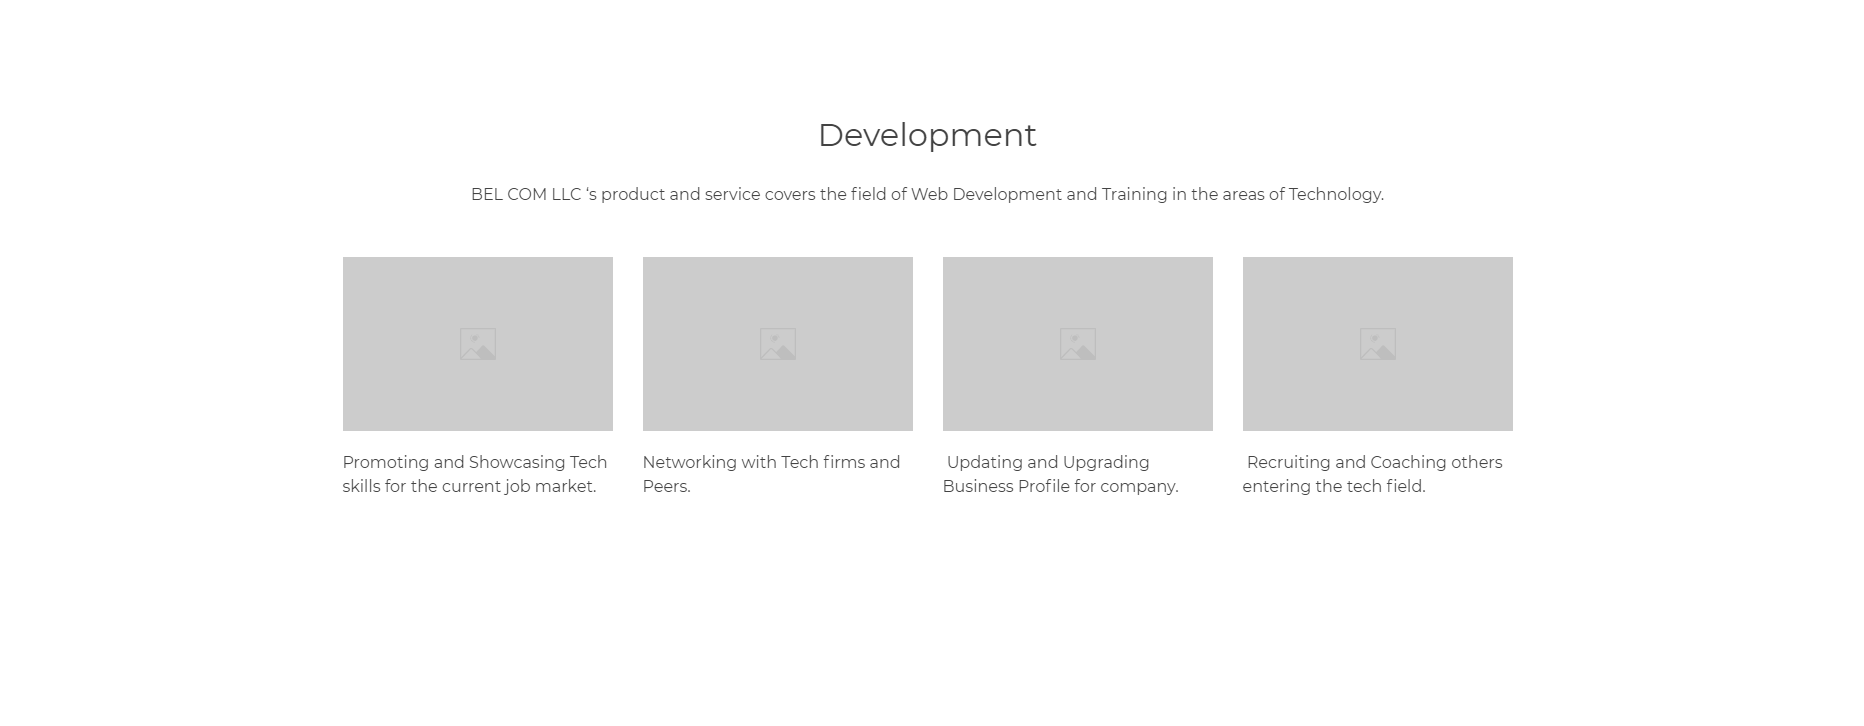 Development
BEL COM LLC ‘s product and service covers the field of Web Development and Training in the areas of Technology.
Promoting and Showcasing Tech
skills for the current job market.
Networking with Tech firms and
Peers.
Updating and Upgrading
Business Profile for company.
Recruiting and Coaching others
entering the tech field.